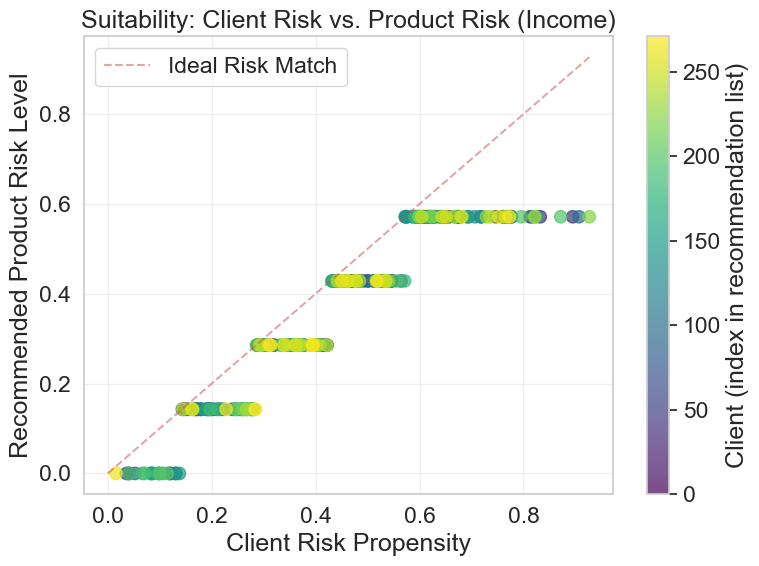 Suitability: Client Risk vs. Product Risk (Income)
Ideal Risk Match
Recommended Product Risk Level
0.8
0.6
0.4
0.2
0.0
0.0 0.2 0.4 0.6 0.8
Client Risk Propensity
250
200
150
100
50
0
Client (index in recommendation list)